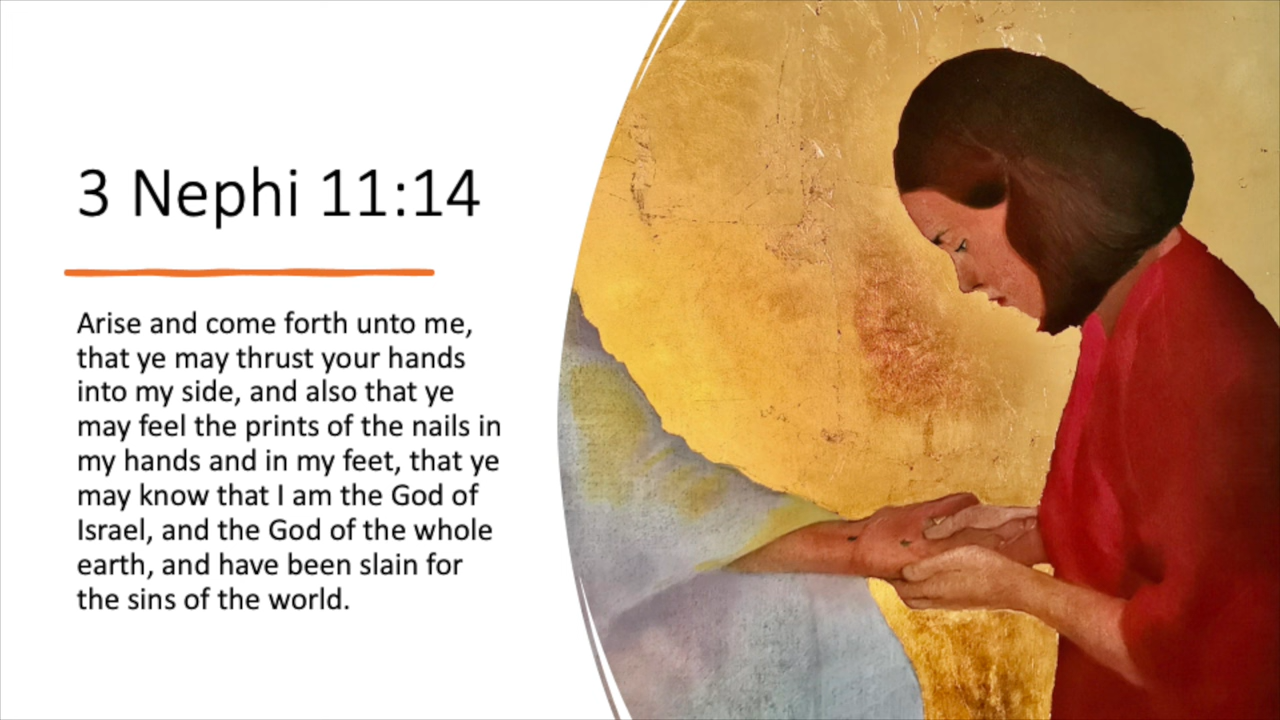 3 Nephi 11:14
Arise and come forth unto me,
that ye may thrust your hands
into my side, and also that ye
may feel the prints of the nails in
my hands and in my feet, that ye
may know that I am the God of
Israel, and the God of the whole
earth, and have been slain for
the sins of the world.